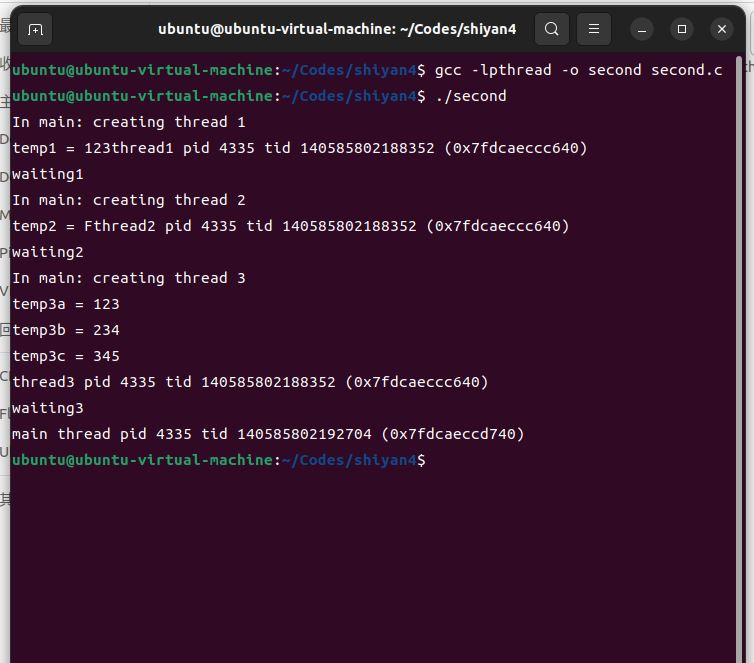 ubuntu@ubuntu-virtual-machine: ~/Codes/shiyan4
ubuntu@ubuntu-virtual-machine:~/Codes/shiyan4$ gcc -lpthread -o second second.c
ubuntu@ubuntu-virtual-machine:~/Codes/shiyan4$ ./second
In main: creating thread 1
temp1 = 123thread1 pid 4335 tid 140585802188352 (0x7fdcaeccc640)
waiting1
In main: creating thread 2
temp2 = Fthread2 pid 4335 tid 140585802188352 (0x7fdcaeccc640)
waiting2
In main: creating thread 3
temp3a = 123
temp3b = 234
temp3c = 345
thread3 pid 4335 tid 140585802188352 (0x7fdcaeccc640)
waiting3
main thread pid 4335 tid 140585802192704 (0x7fdcaeccd740)
ubuntu@ubuntu-virtual-machine:~/Codes/shiyan4$